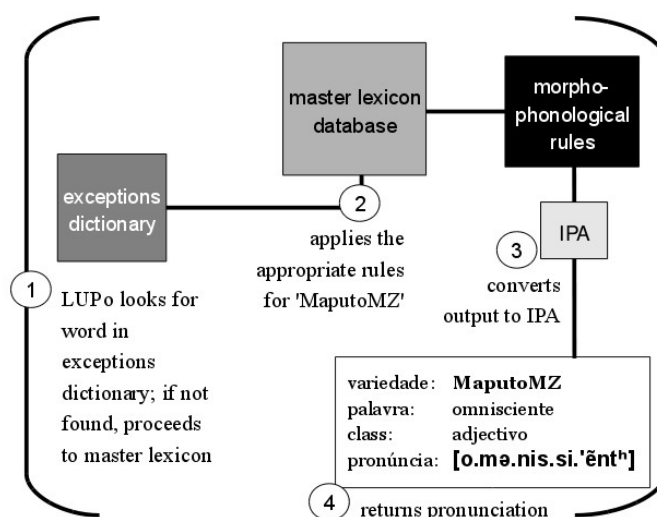 master lexicon
database
morpho-
phonological
rules
exceptions
dictionary
2
applies the
appropriate rules
for 'MaputoMZ'
IPA
3
converts
output to IPA
1
LUPo looks for
word in
exceptions
dictionary; if not
found, proceeds
to master lexicon
variedade: MaputoMZ
palavra: omnisciente
class: adjectivo
pronúncia: [o.mə.nis.si.'ẽntʰ]
4
returns pronunciation